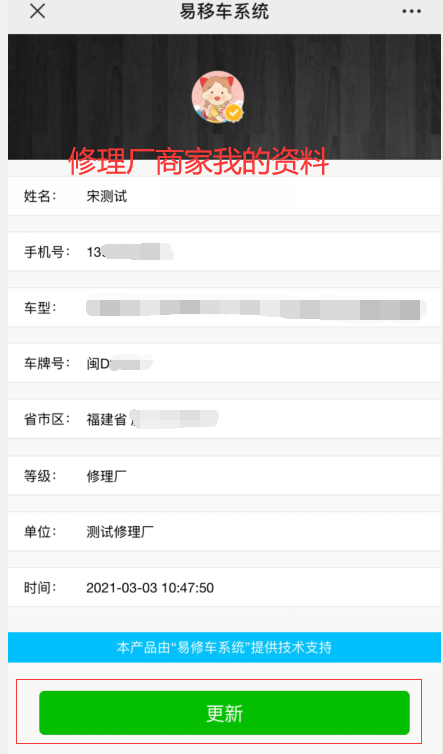 易移车系统
修理厂商家我的资料
姓名： 宋测试
手机号： 13
车型：
车牌号： 闽D
省市区： 福建省
等级： 修理厂
单位： 测试修理厂
时间： 2021-03-03 10:47:50
本产品由“易修车系统”提供技术支持
更新